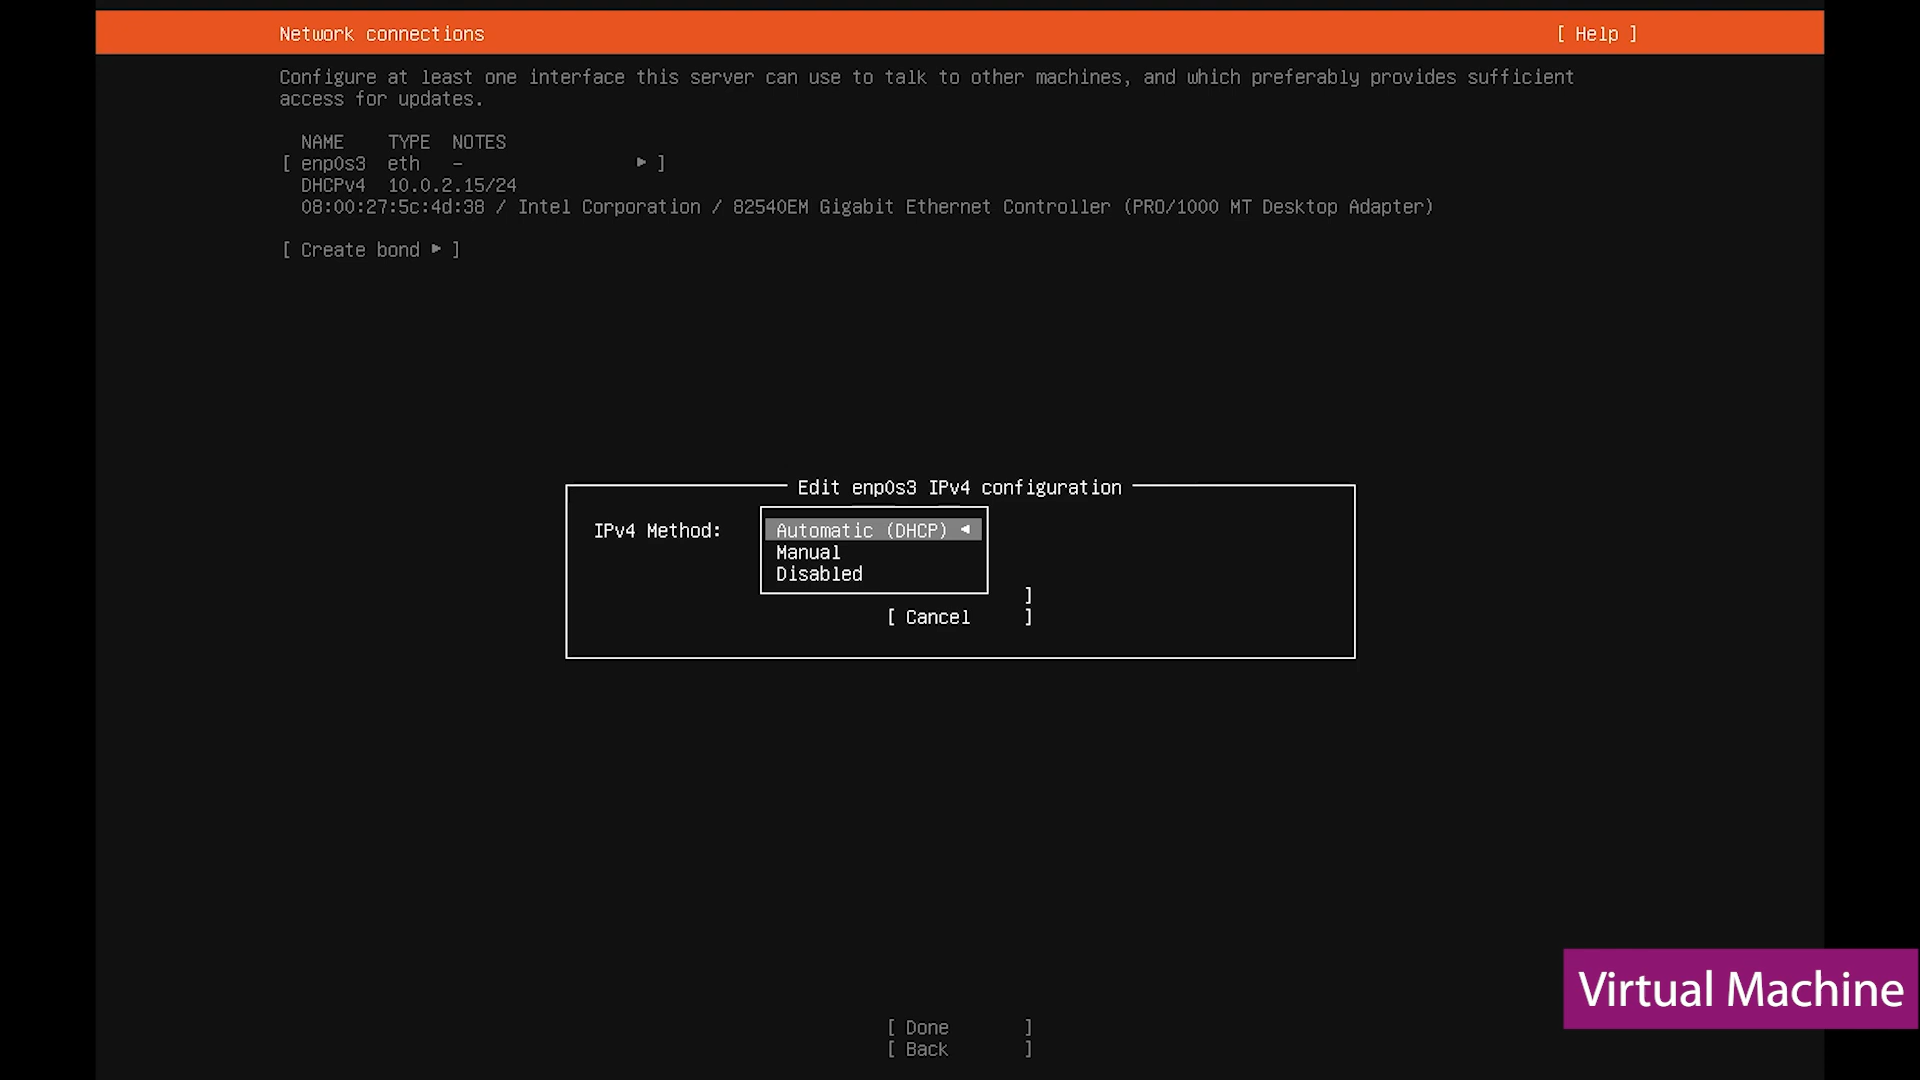 Network connections [ Help ]
Configure at least one interface this server can use to talk to other machines, and which preferably provides sufficient
access for updates.
NAME TYPE NOTES
[ enp0s3 eth – ▸ ]
DHCPv4 10.0.2.15/24
08:00:27:5c:4d:38 / Intel Corporation / 82540EM Gigabit Ethernet Controller (PRO/1000 MT Desktop Adapter)
[ Create bond ▸ ]
Edit enp0s3 IPv4 configuration
IPv4 Method: Automatic (DHCP) ◂
Manual
Disabled
]
[ Cancel ]
Virtual Machine
[ Done ]
[ Back ]